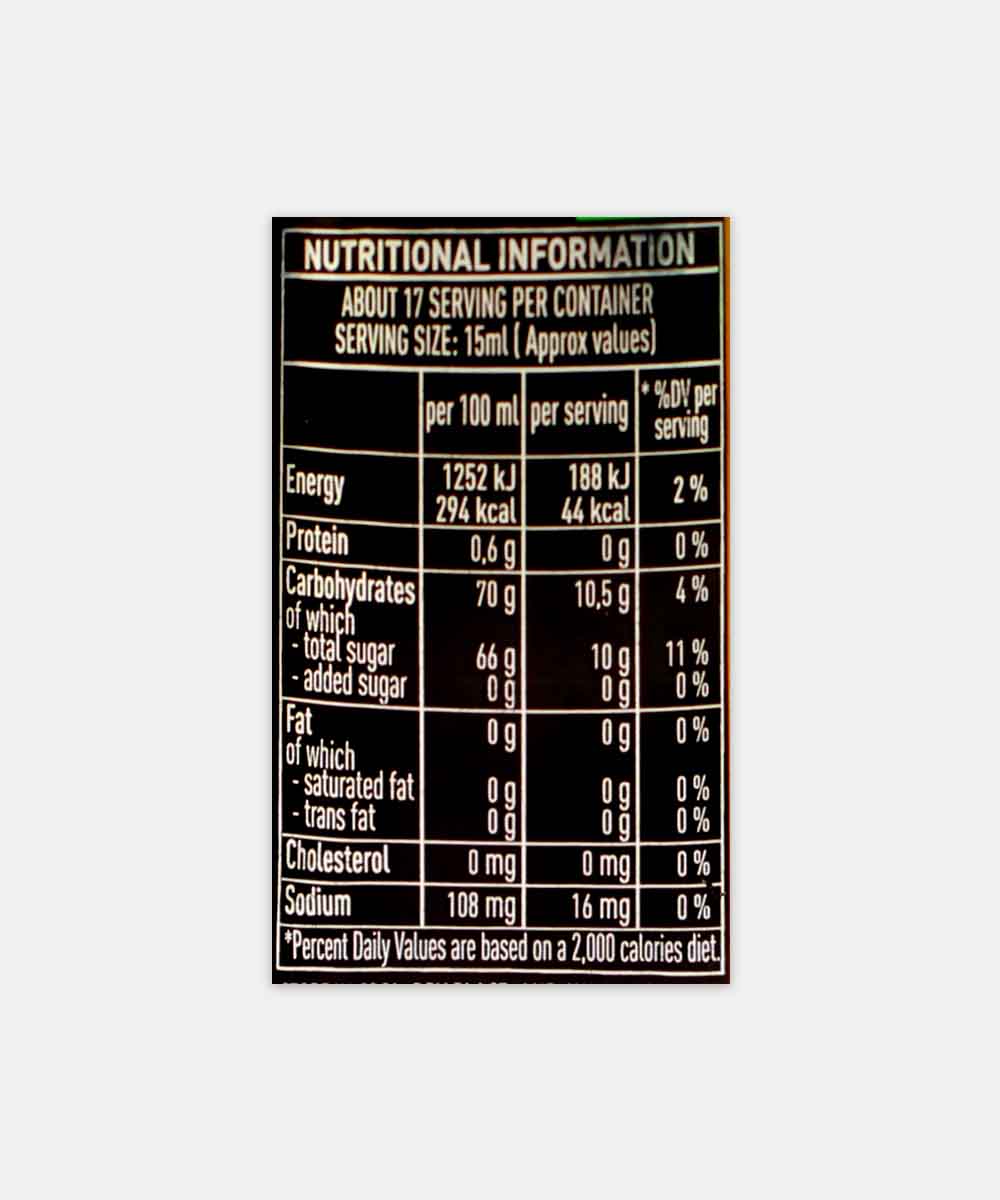 NUTRITIONAL INFORMATION
ABOUT 17 SERVING PER CONTAINER
SERVING SIZE: 15ml ( Approx values)
per 100 ml per serving * %DV per serving
Energy 1252 kJ 188 kJ 2 %
294 kcal 44 kcal
Protein 0,6 g 0 g 0 %
Carbohydrates 70 g 10,5 g 4 %
of which
- total sugar 66 g 10 g 11 %
- added sugar 0 g 0 g 0 %
Fat 0 g 0 g 0 %
of which
- saturated fat 0 g 0 g 0 %
- trans fat 0 g 0 g 0 %
Cholesterol 0 mg 0 mg 0 %
Sodium 108 mg 16 mg 0 %
*Percent Daily Values are based on a 2,000 calories diet.